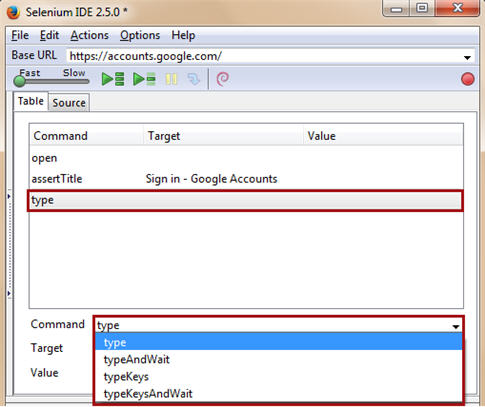 Selenium IDE 2.5.0 *
File Edit Actions Options Help
Base URL https://accounts.google.com/
Fast Slow
Table Source
Command Target Value
open
assertTitle Sign in - Google Accounts
type
Command type
type
Target
typeAndWait
typeKeys
Value
typeKeysAndWait